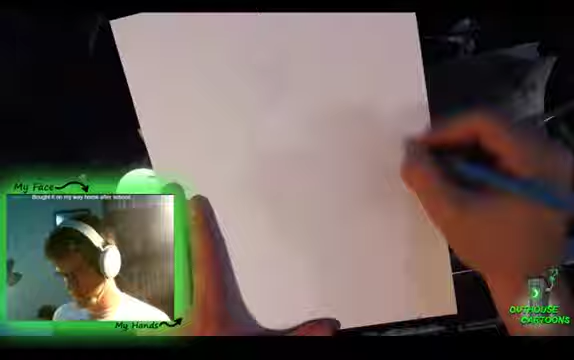 My Face
Bought it on my way home after school.
My Hands
OUTHOUSE
CARTOONS